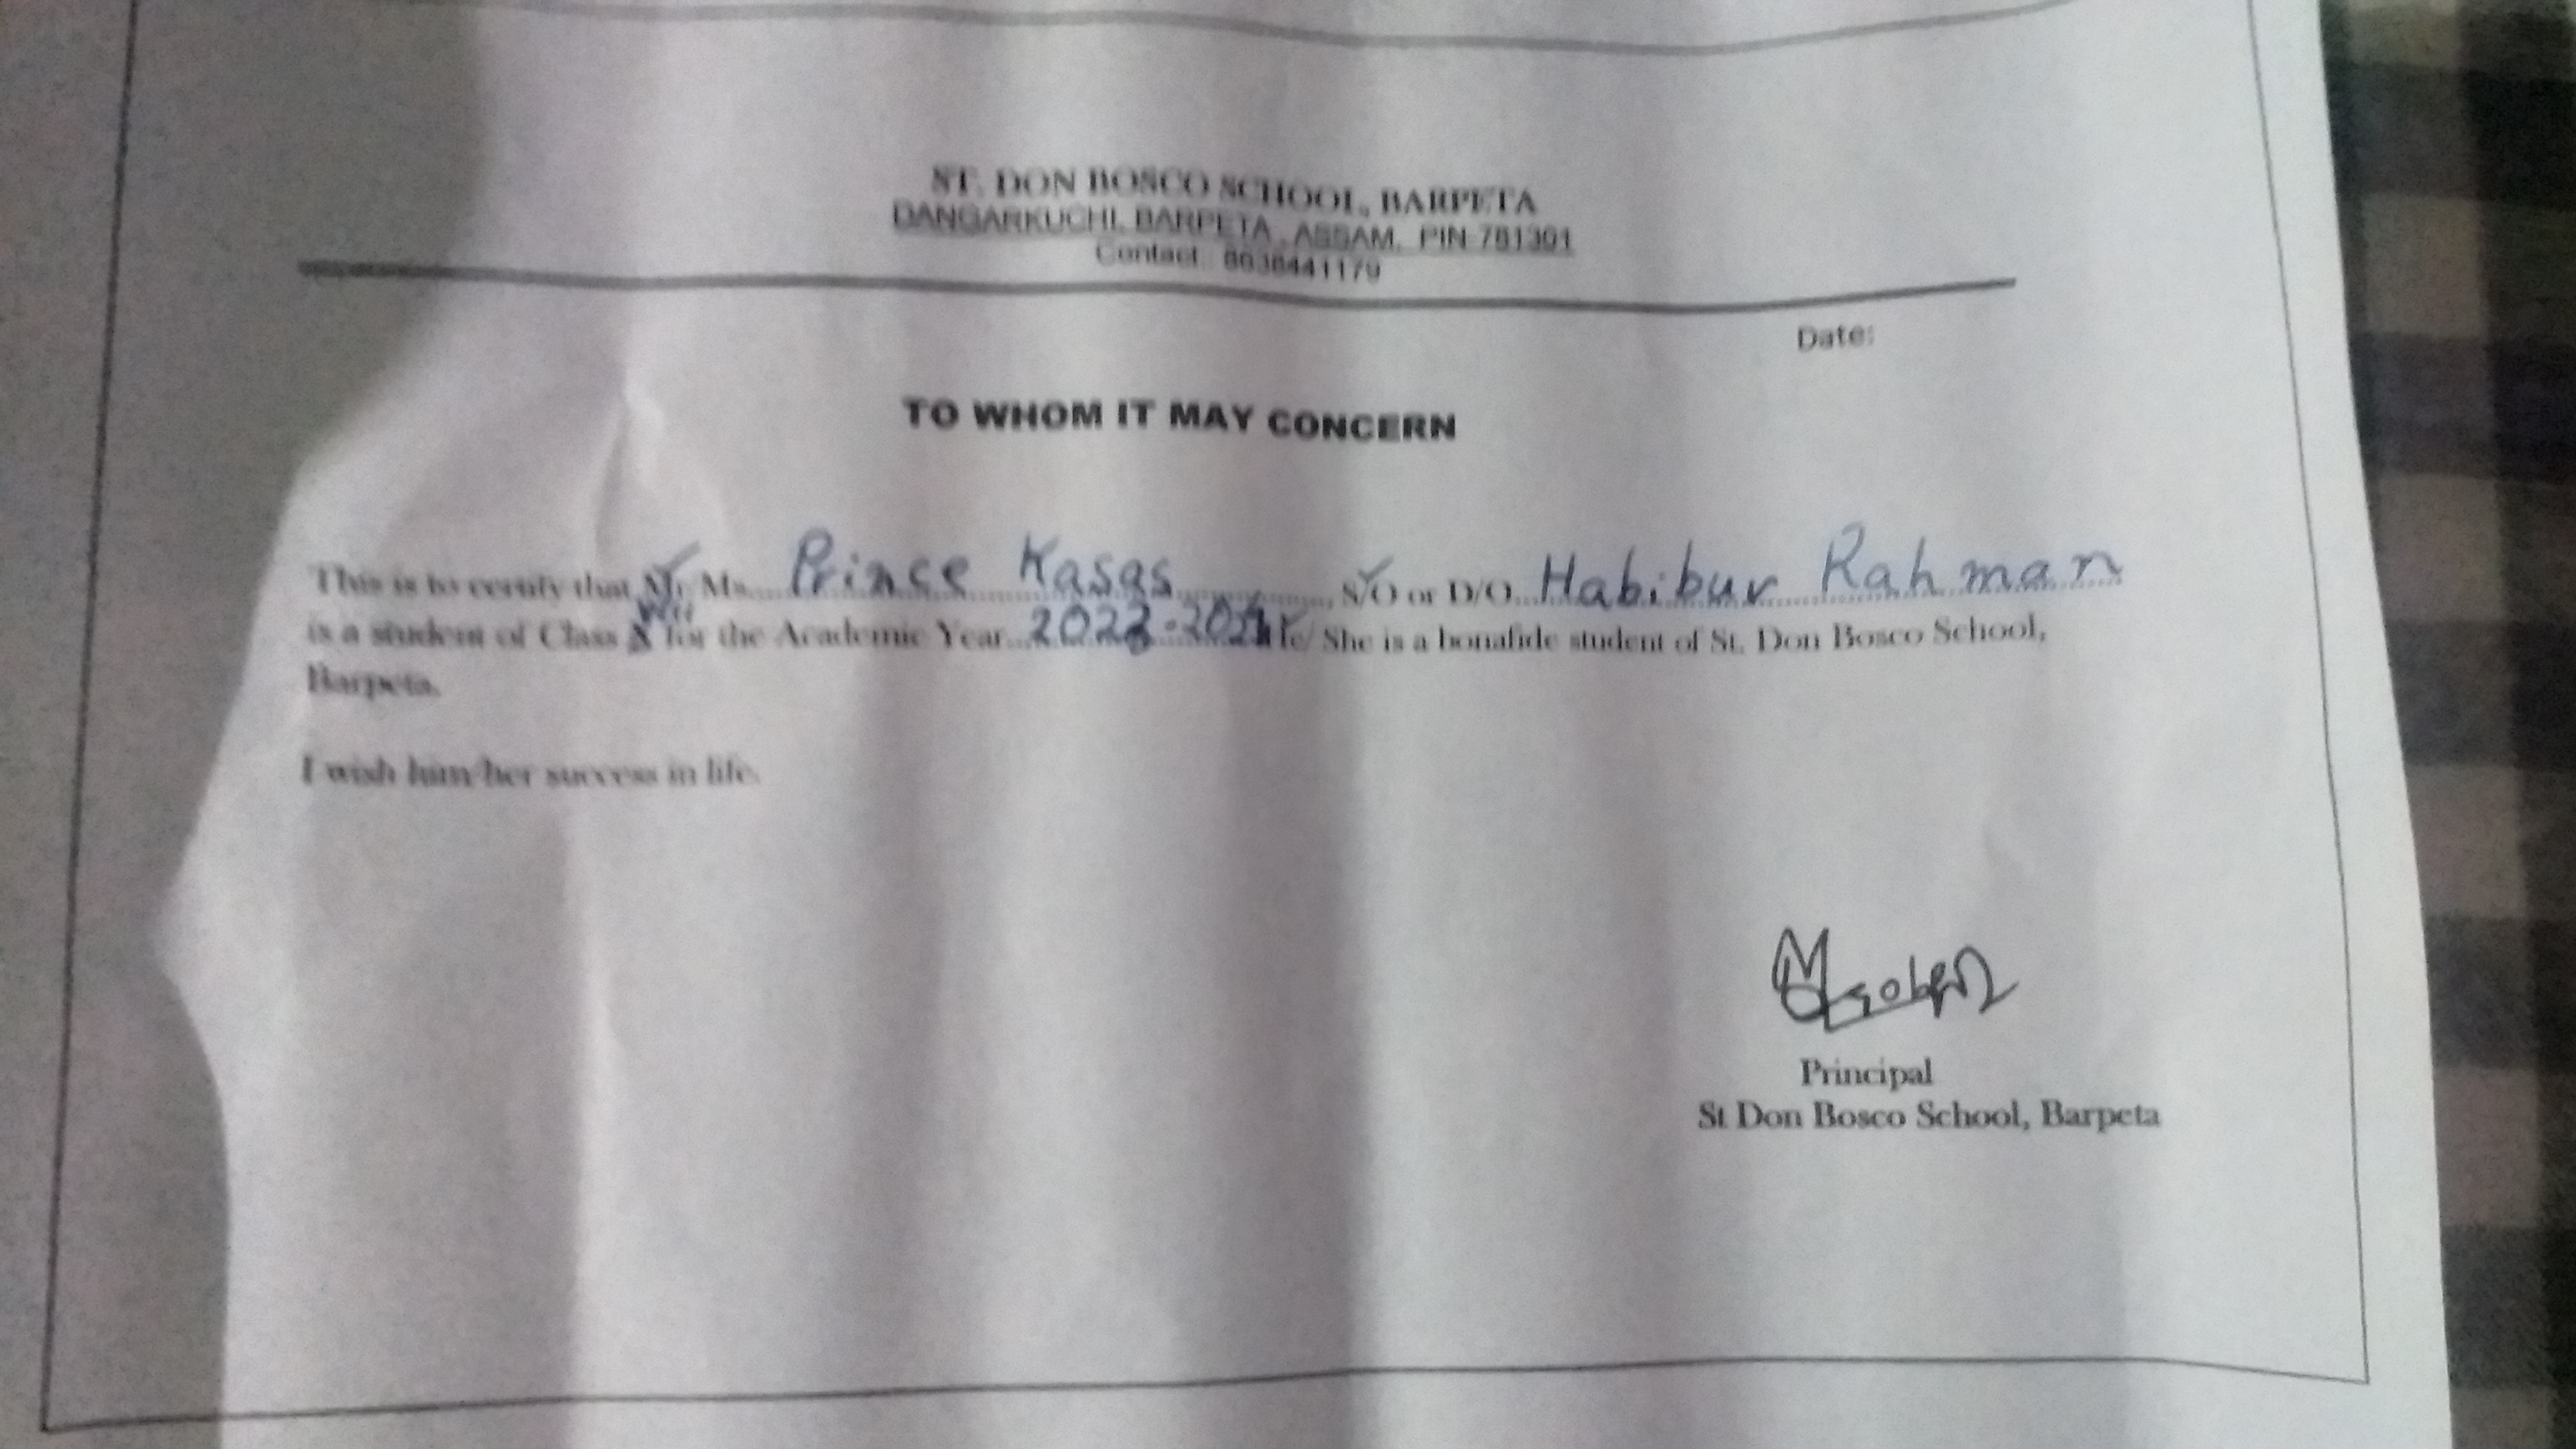 ST. DON BOSCO SCHOOL, BARPETA
DANGARKUCHI, BARPETA, ASSAM, PIN-781301
Contact: 8638441179
Date:
TO WHOM IT MAY CONCERN
This is to certify that Mr/ Ms. Prince Kasas, S/O or D/O. Habibur Rahman
is a student of Class for the Academic Year 2023-2024 He/ She is a bonafide student of St. Don Bosco School,
Barpeta.
I wish him/her success in life.
Principal
St Don Bosco School, Barpeta